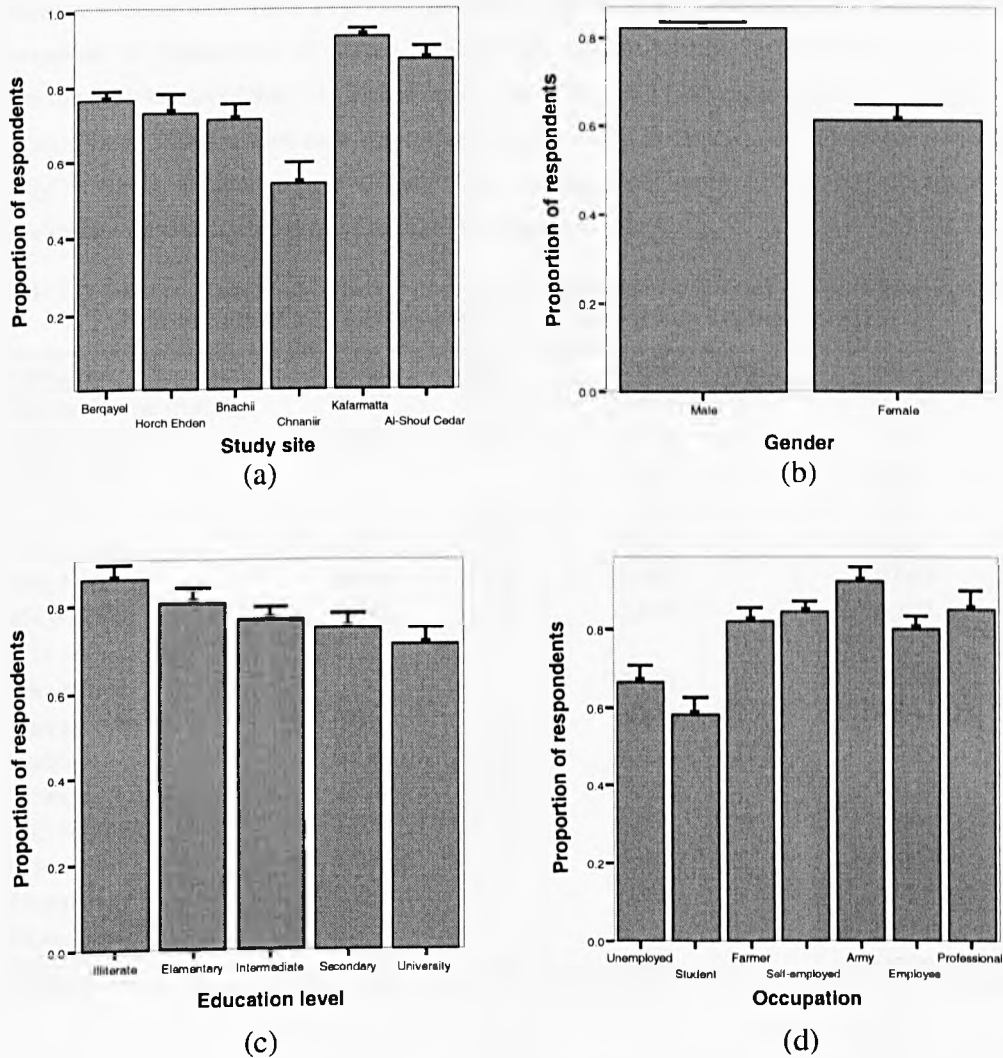 Proportion of respondents
1.0
0.8
0.6
0.4
0.2
Berqayel
Horch Ehden
Bnachii
Chnaniir
Kafarmatta
Al-Shouf Cedar
Study site
(a)
Proportion of respondents
0.8
0.6
0.4
0.2
0.0
Male
Female
Gender
(b)
Proportion of respondents
0.8
0.6
0.4
0.2
0.0
Illiterate
Elementary
Intermediate
Secondary
University
Education level
(c)
Proportion of respondents
0.8
0.6
0.4
0.2
0.0
Unemployed
Student
Farmer
Self-employed
Army
Employee
Professional
Occupation
(d)